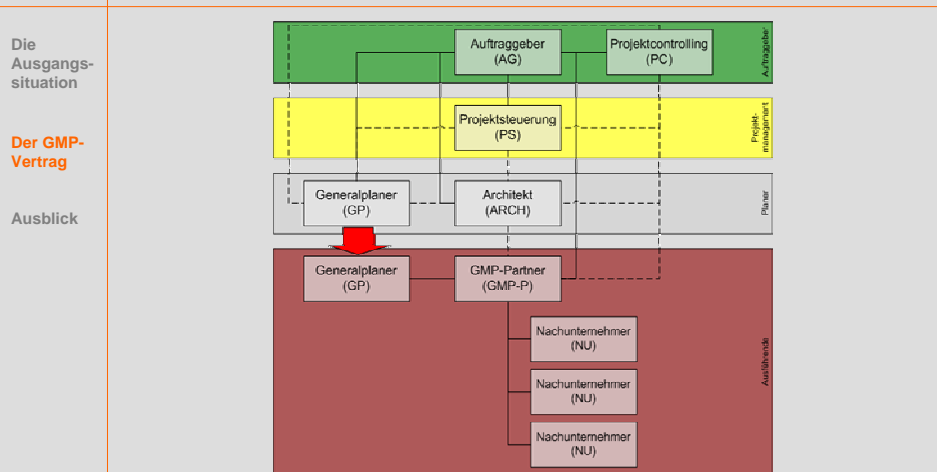 Die
Ausgangs-
situation
Der GMP-
Vertrag
Ausblick
Auftraggeber
(AG)
Projektcontrolling
(PC)
Auftraggeber
Projektsteuerung
(PS)
Projekt-
management
Generalplaner
(GP)
Architekt
(ARCH)
Planer
Generalplaner
(GP)
GMP-Partner
(GMP-P)
Nachunternehmer
(NU)
Nachunternehmer
(NU)
Nachunternehmer
(NU)
Ausführende